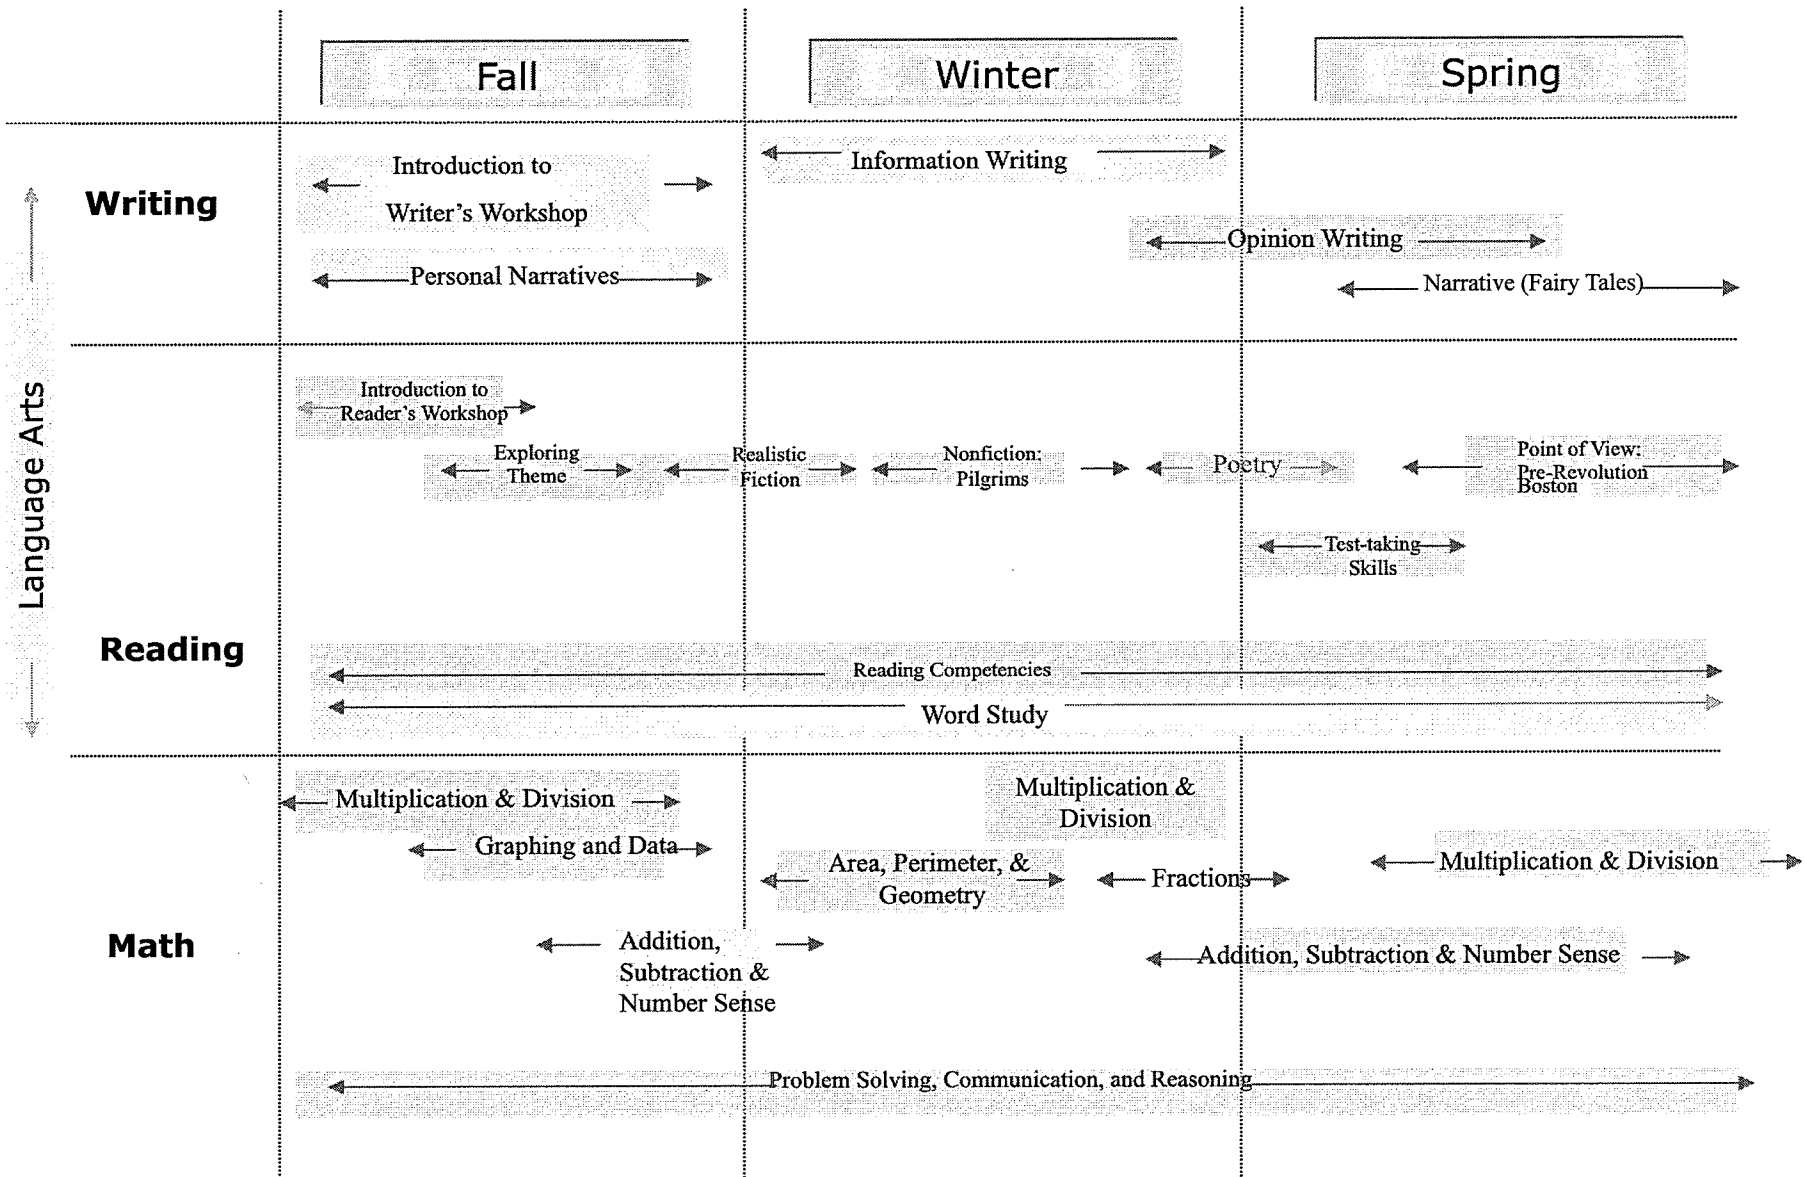 Fall
Winter
Spring
Language Arts
Writing
Introduction to
Writer's Workshop
Personal Narratives
Information Writing
Opinion Writing
Narrative (Fairy Tales)
Reading
Introduction to
Reader's Workshop
Exploring
Theme
Realistic
Fiction
Nonfiction:
Pilgrims
Poetry
Point of View:
Pre-Revolution
Boston
Test-taking
Skills
Reading Competencies
Word Study
Math
Multiplication & Division
Graphing and Data
Addition,
Subtraction &
Number Sense
Multiplication &
Division
Area, Perimeter, &
Geometry
Fractions
Multiplication & Division
Addition, Subtraction & Number Sense
Problem Solving, Communication, and Reasoning